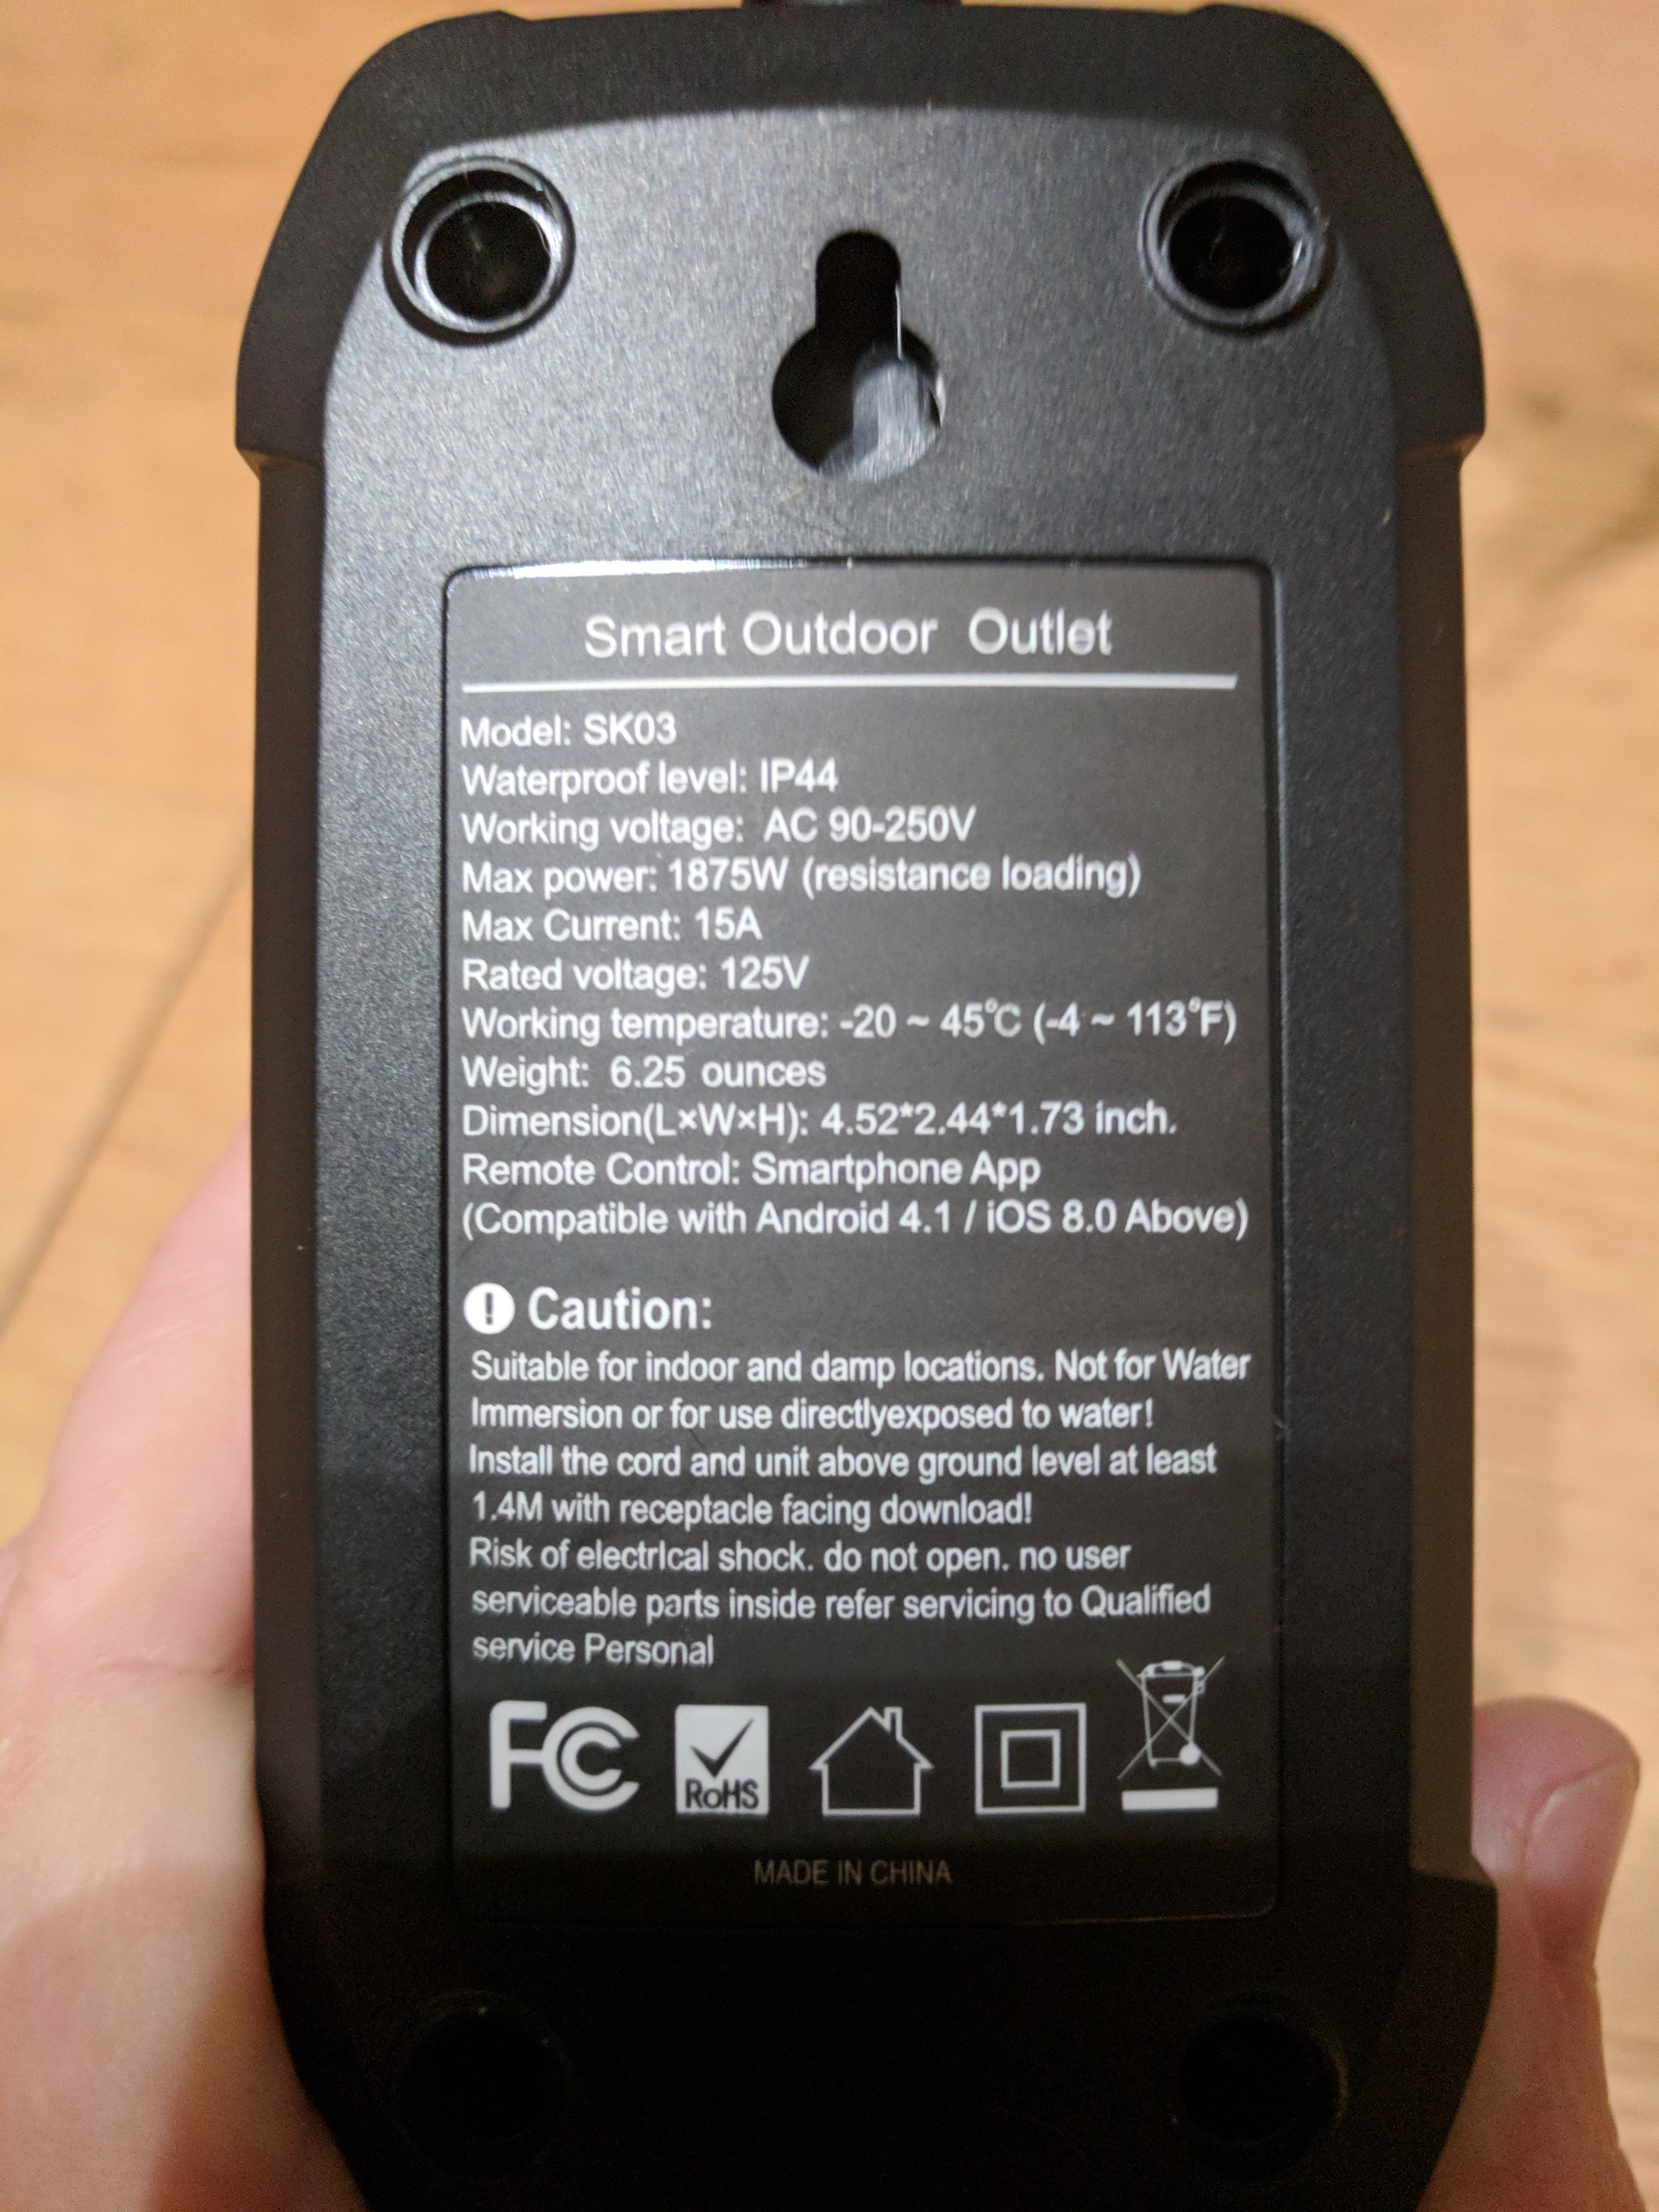 Smart Outdoor Outlet
Model: SK03
Waterproof level: IP44
Working voltage: AC 90-250V
Max power: 1875W (resistance loading)
Max Current: 15A
Rated voltage: 125V
Working temperature: -20 ~ 45℃ (-4 ~ 113°F)
Weight: 6.25 ounces
Dimension(L×W×H): 4.52*2.44*1.73 inch.
Remote Control: Smartphone App
(Compatible with Android 4.1 / iOS 8.0 Above)
! Caution:
Suitable for indoor and damp locations. Not for Water
Immersion or for use directlyexposed to water!
Install the cord and unit above ground level at least
1.4M with receptacle facing download!
Risk of electrIcal shock. do not open. no user
serviceable parts inside refer servicing to Qualified
service Personal
FC RoHS
MADE IN CHINA